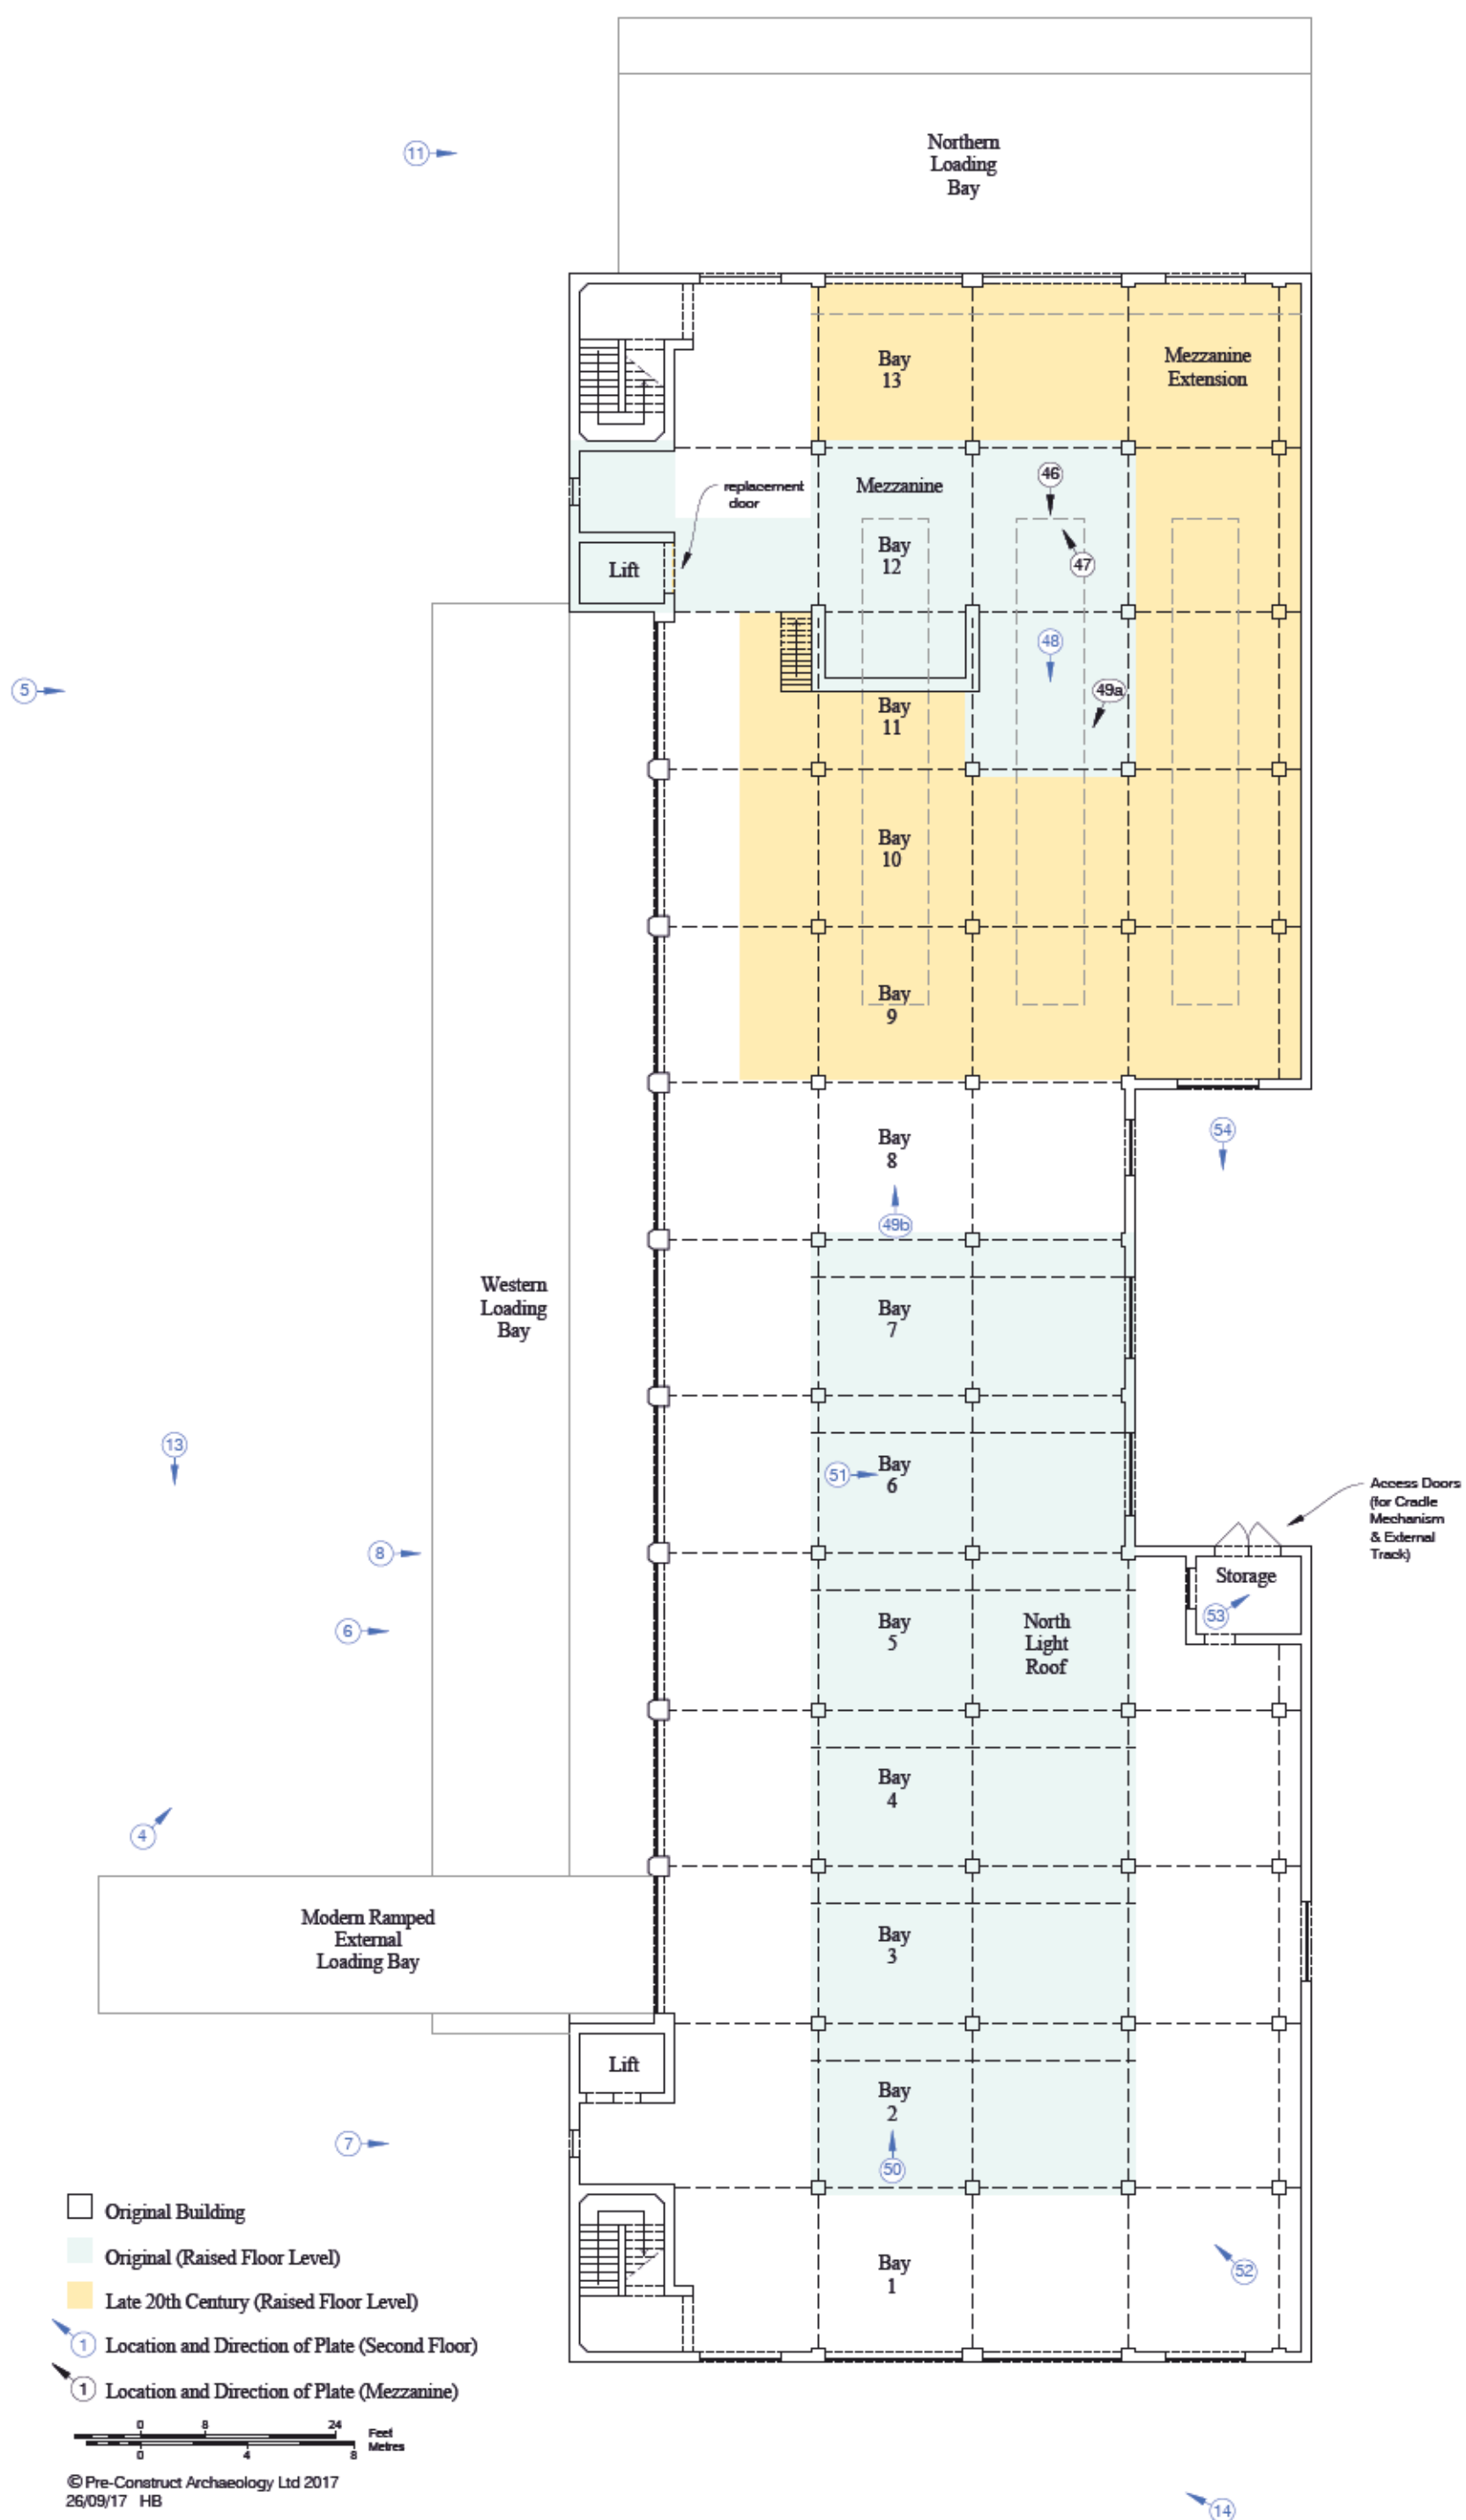 11
Northern
Loading
Bay
Bay
13
Mezzanine
Extension
46
Mezzanine
replacement
door
Bay
12
47
Lift
48
5
49a
Bay
11
Bay
10
Bay
9
54
Bay
8
49b
Western
Loading
Bay
Bay
7
13
51
Bay
6
Access Doors
(for Cradle
Mechanism
& External
Track)
8
Storage
53
6
Bay
5
North
Light
Roof
Bay
4
4
Modern Ramped
External
Loading Bay
Bay
3
Lift
Bay
2
7
50
Original Building
Original (Raised Floor Level)
Bay
1
52
Late 20th Century (Raised Floor Level)
1 Location and Direction of Plate (Second Floor)
1 Location and Direction of Plate (Mezzanine)
0 8 24 Feet
0 4 8 Metres
© Pre-Construct Archaeology Ltd 2017
26/09/17 HB
14